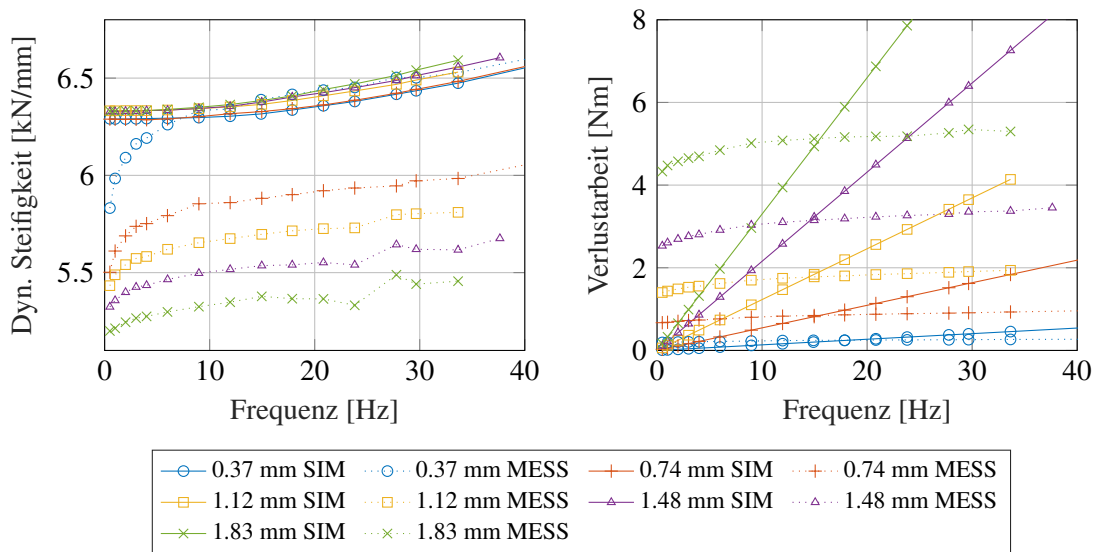 Dyn. Steifigkeit [kN/mm]
6.5
6
5.5
0 10 20 30 40
Frequenz [Hz]
Verlustarbeit [Nm]
8
6
4
2
0
0 10 20 30 40
Frequenz [Hz]
0.37 mm SIM 0.37 mm MESS 0.74 mm SIM 0.74 mm MESS
1.12 mm SIM 1.12 mm MESS 1.48 mm SIM 1.48 mm MESS
1.83 mm SIM 1.83 mm MESS